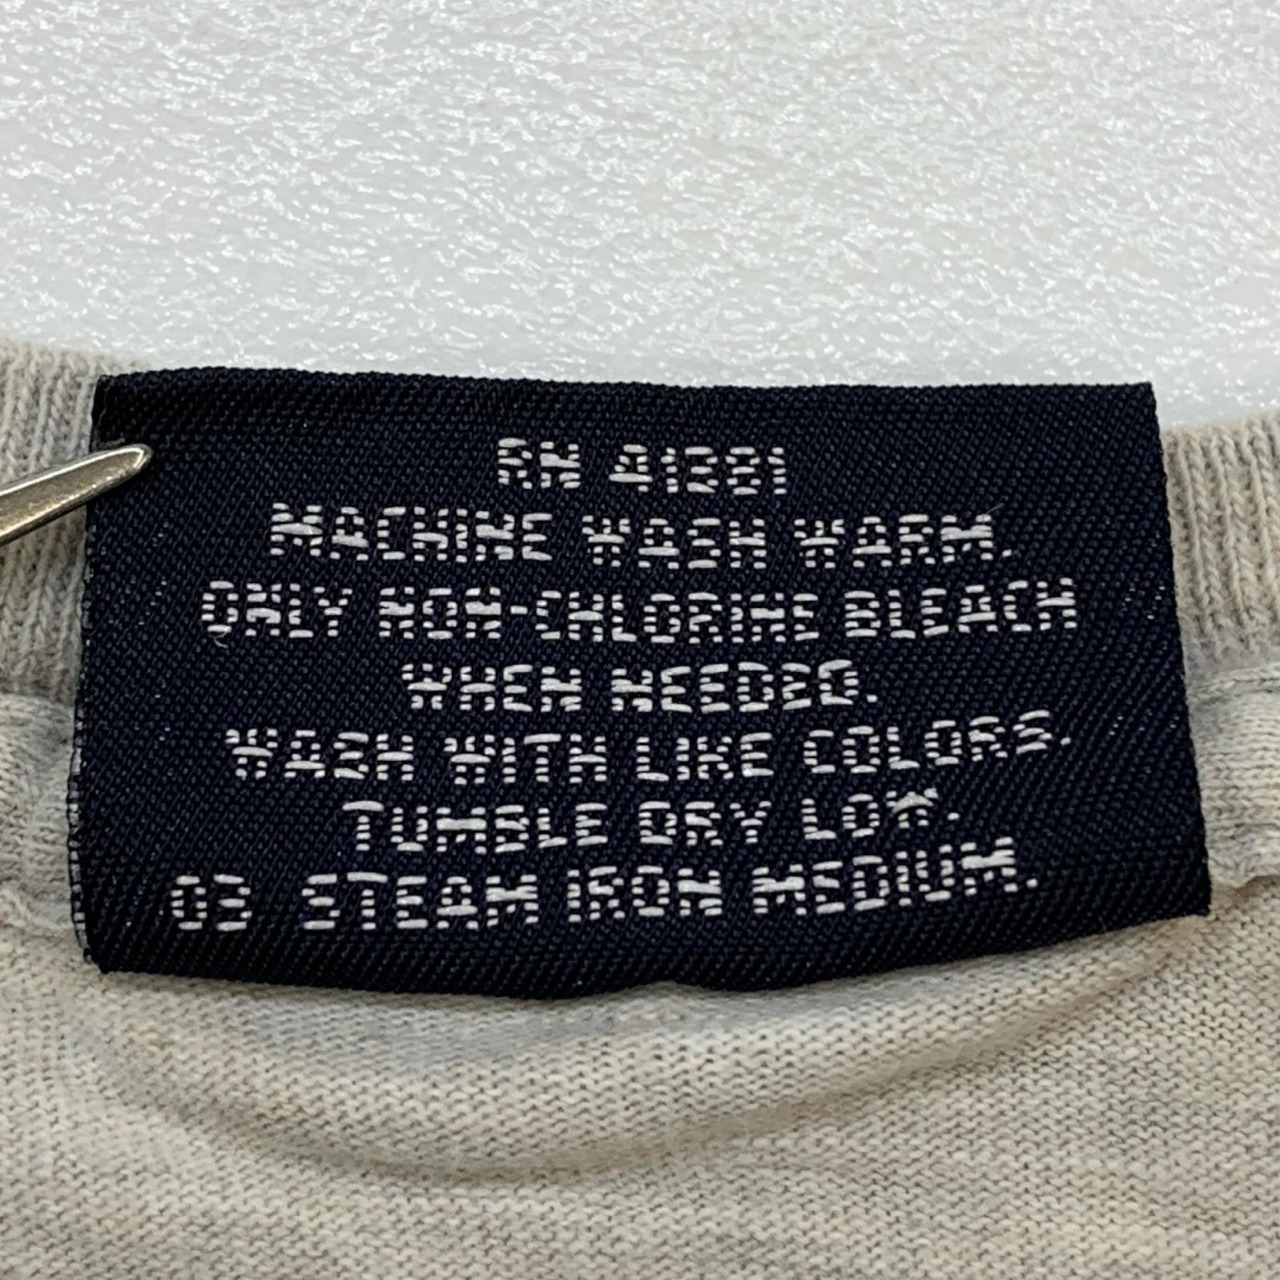 RN 41381
MACHINE WASH WARM.
ONLY NON-CHLORINE BLEACH
WHEN NEEDED.
WASH WITH LIKE COLORS.
TUMBLE DRY LOW.
03 STEAM IRON MEDIUM.